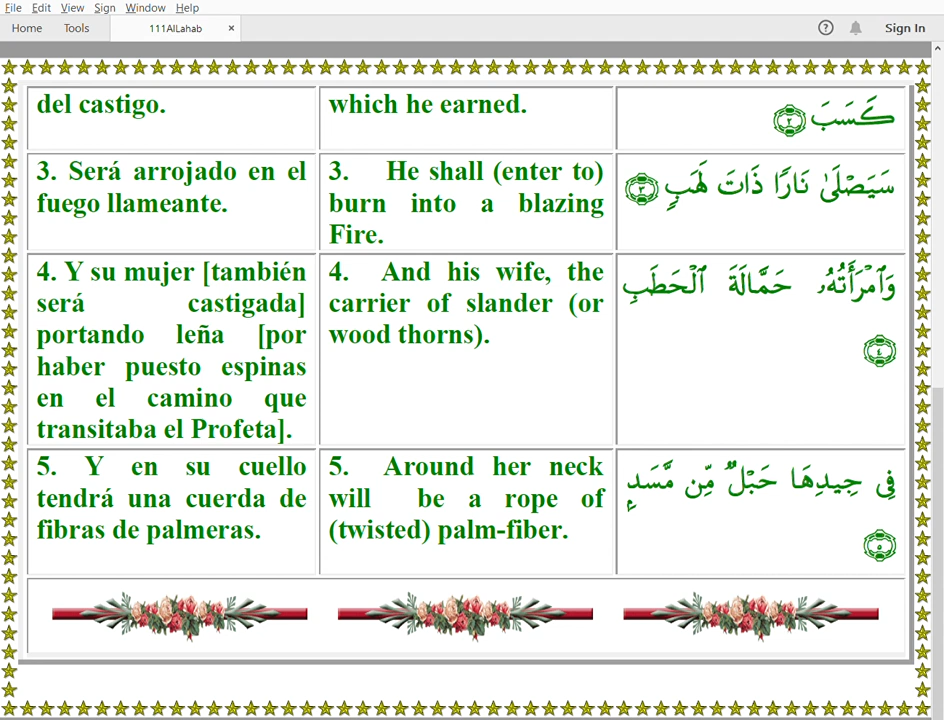 File Edit View Sign Window Help
Home Tools 111AlLahab × ? Sign In
del castigo.
which he earned.
كَسَبَ ٢
3. Será arrojado en el
fuego llameante.
3. He shall (enter to)
burn into a blazing
Fire.
سَيَصْلَىٰ نَارًا ذَاتَ لَهَبٍ ٣
4. Y su mujer [también
será castigada]
portando leña [por
haber puesto espinas
en el camino que
transitaba el Profeta].
4. And his wife, the
carrier of slander (or
wood thorns).
وَٱمْرَأَتُهُۥ حَمَّالَةَ ٱلْحَطَبِ
٤
5. Y en su cuello
tendrá una cuerda de
fibras de palmeras.
5. Around her neck
will be a rope of
(twisted) palm-fiber.
فِى جِيدِهَا حَبْلٌ مِّن مَّسَدٍۭ
٥